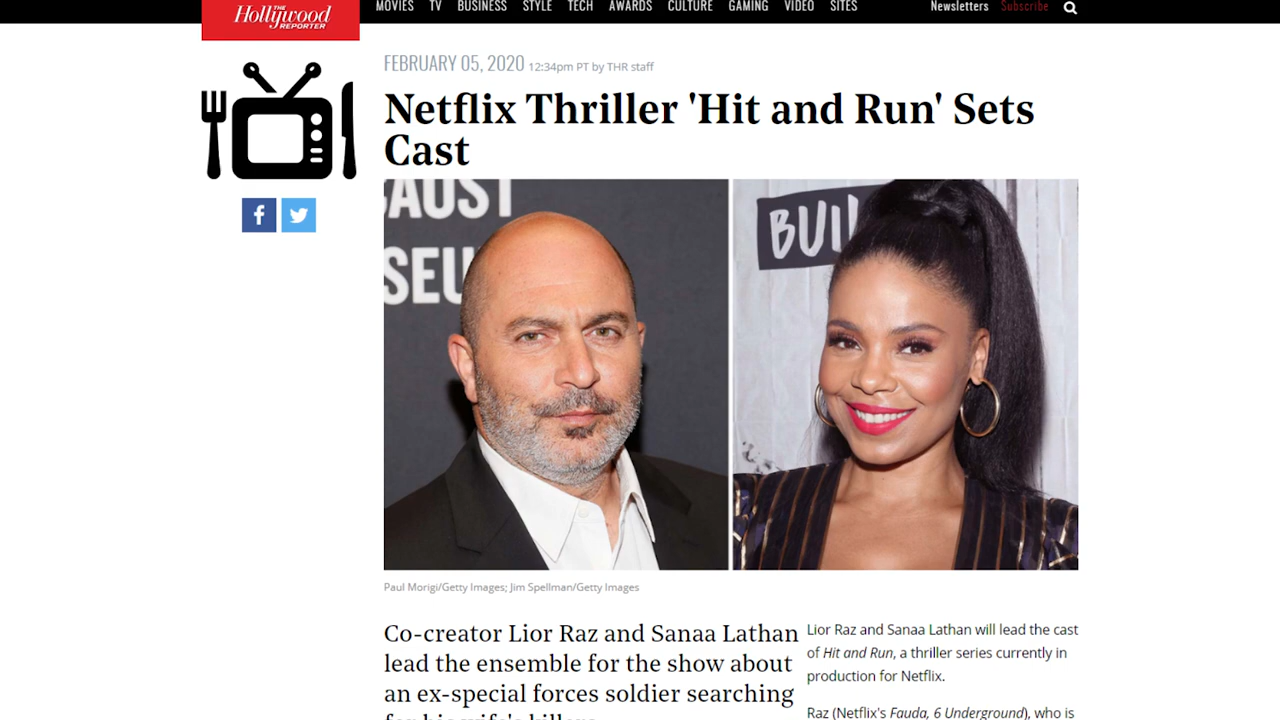 THE
Hollywood
REPORTER
MOVIES TV BUSINESS STYLE TECH AWARDS CULTURE GAMING VIDEO SITES
Newsletters Subscribe
FEBRUARY 05, 2020 12:34pm PT by THR staff
Netflix Thriller 'Hit and Run' Sets
Cast
CAUST
SEU
BUIL
Paul Morigi/Getty Images; Jim Spellman/Getty Images
Co-creator Lior Raz and Sanaa Lathan
lead the ensemble for the show about
an ex-special forces soldier searching
for his wife's killers.
Lior Raz and Sanaa Lathan will lead the cast
of Hit and Run, a thriller series currently in
production for Netflix.
Raz (Netflix's Fauda, 6 Underground), who is